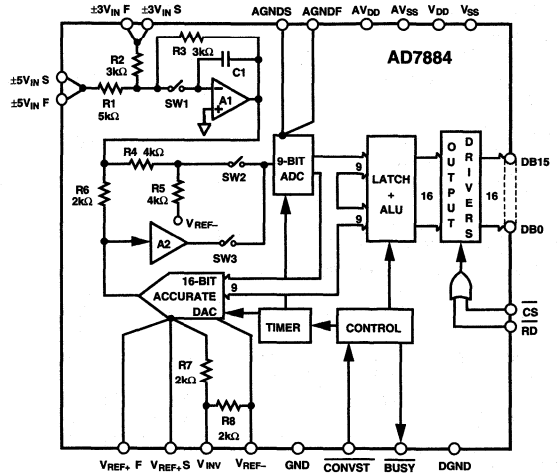 ±3VIN F ±3VIN S AGNDS AGNDF AVDD AVSS VDD VSS
R3 3kΩ
AD7884
R2
3kΩ
C1
±5VIN S
±5VIN F
R1
5kΩ
SW1
A1
R4 4kΩ
SW2
9-BIT
ADC
9
9
LATCH
+
ALU
16
OUTPUT
DRIVERS
16
DB15
DB0
R6
2kΩ
R5
4kΩ
VREF–
A2
SW3
16-BIT
ACCURATE
DAC
9
TIMER
CONTROL
CS
RD
R7
2kΩ
R8
2kΩ
VREF+ F VREF+S VINV VREF– GND CONVST BUSY DGND